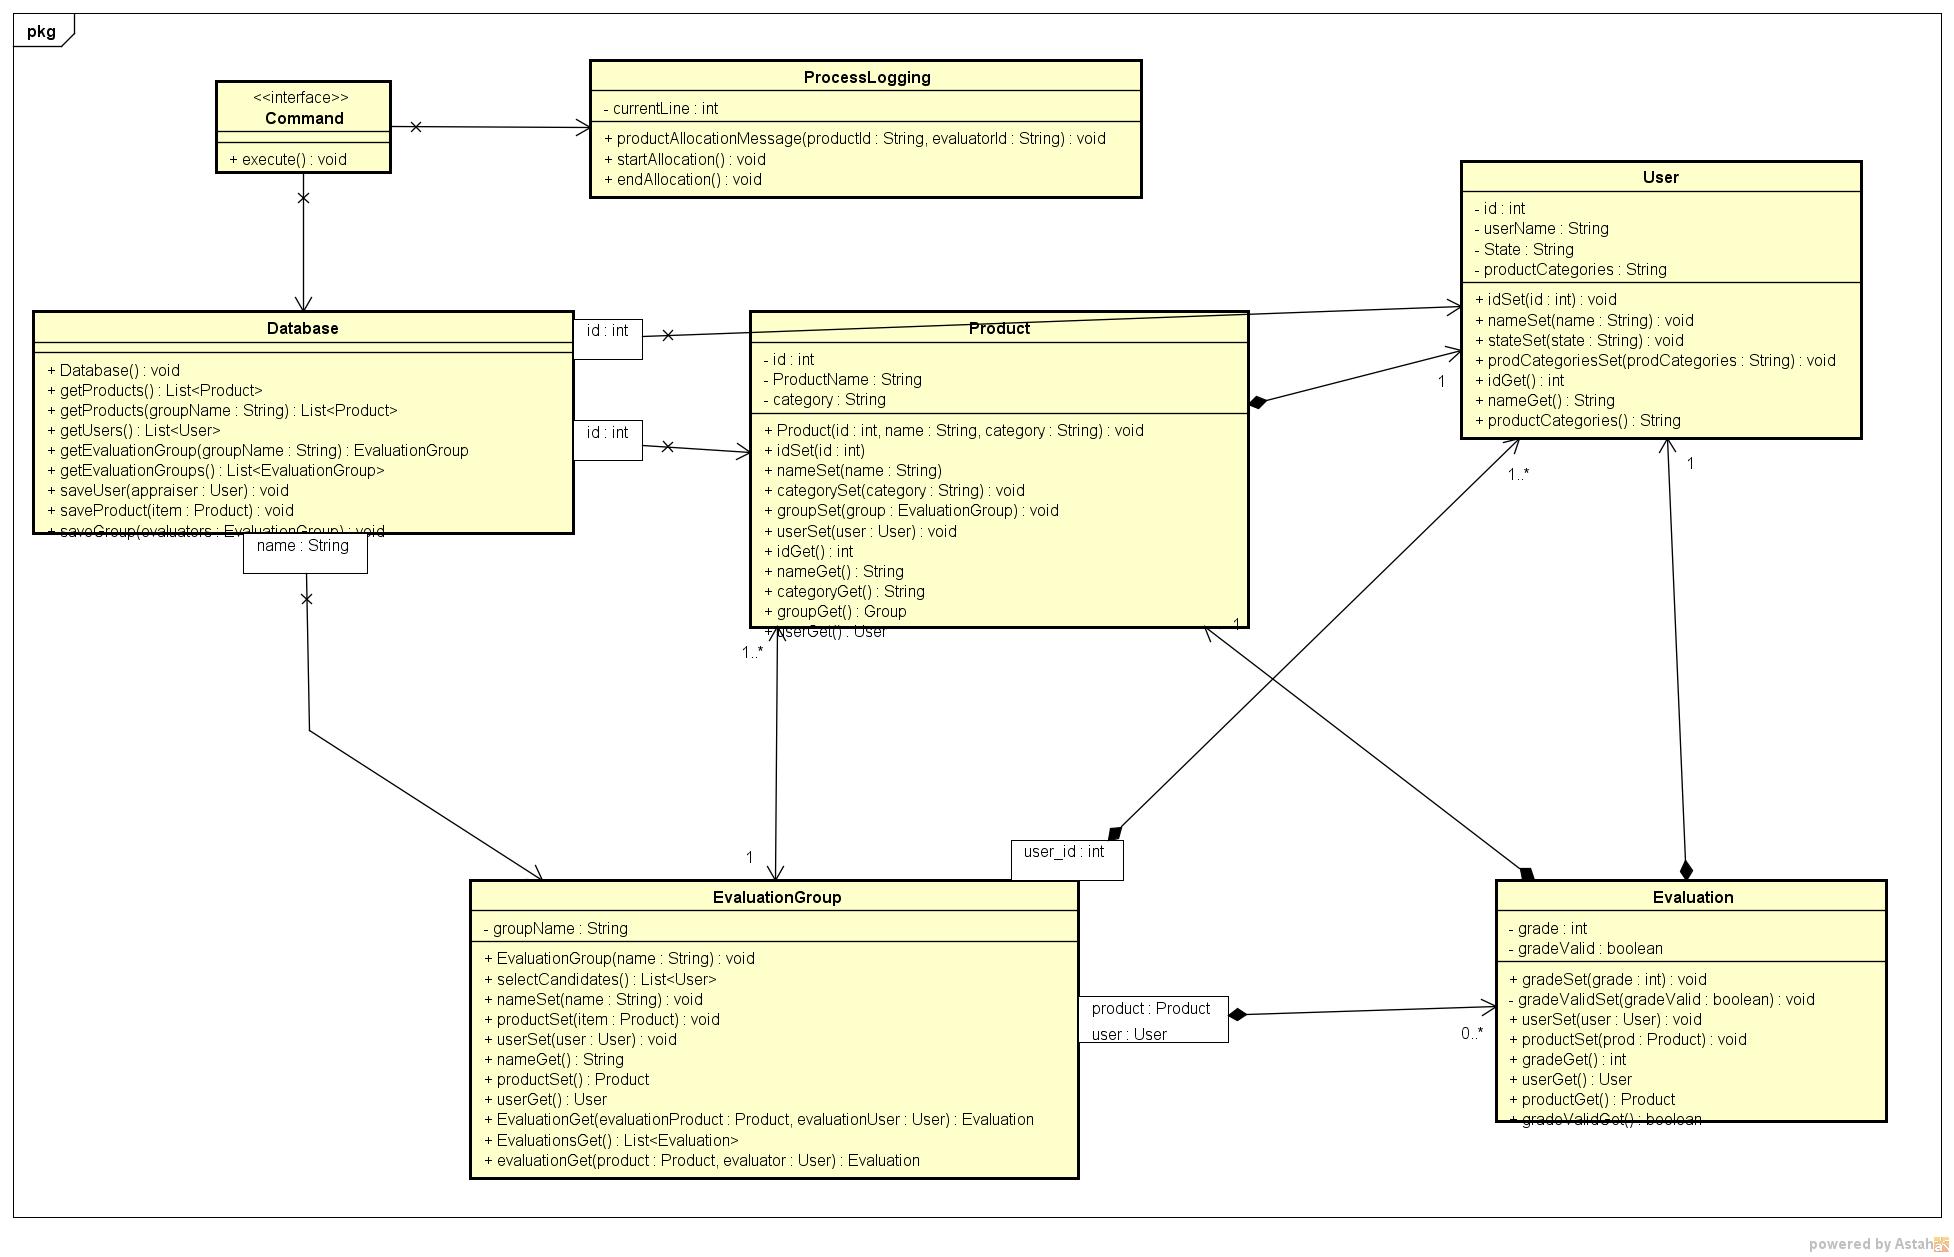 pkg
<<interface>>
Command
+ execute() : void
ProcessLogging
- currentLine : int
+ productAllocationMessage(productId : String, evaluatorId : String) : void
+ startAllocation() : void
+ endAllocation() : void
User
- id : int
- userName : String
- State : String
- productCategories : String
+ idSet(id : int) : void
+ nameSet(name : String) : void
+ stateSet(state : String) : void
+ prodCategoriesSet(prodCategories : String) : void
+ idGet() : int
+ nameGet() : String
+ productCategories() : String
Database
+ Database() : void
+ getProducts() : List<Product>
+ getProducts(groupName : String) : List<Product>
+ getUsers() : List<User>
+ getEvaluationGroup(groupName : String) : EvaluationGroup
+ getEvaluationGroups() : List<EvaluationGroup>
+ saveUser(appraiser : User) : void
+ saveProduct(item : Product) : void
+ saveGroup(evaluators : EvaluationGroup) : void
id : int
id : int
name : String
Product
- id : int
- ProductName : String
- category : String
+ Product(id : int, name : String, category : String) : void
+ idSet(id : int)
+ nameSet(name : String)
+ categorySet(category : String) : void
+ groupSet(group : EvaluationGroup) : void
+ userSet(user : User) : void
+ idGet() : int
+ nameGet() : String
+ categoryGet() : String
+ groupGet() : Group
+ userGet() : User
1
1..*
1
1
1..*
1
user_id : int
EvaluationGroup
- groupName : String
+ EvaluationGroup(name : String) : void
+ selectCandidates() : List<User>
+ nameSet(name : String) : void
+ productSet(item : Product) : void
+ userSet(user : User) : void
+ nameGet() : String
+ productSet() : Product
+ userGet() : User
+ EvaluationGet(evaluationProduct : Product, evaluationUser : User) : Evaluation
+ EvaluationsGet() : List<Evaluation>
+ evaluationGet(product : Product, evaluator : User) : Evaluation
product : Product
user : User
0..*
Evaluation
- grade : int
- gradeValid : boolean
+ gradeSet(grade : int) : void
- gradeValidSet(gradeValid : boolean) : void
+ userSet(user : User) : void
+ productSet(prod : Product) : void
+ gradeGet() : int
+ userGet() : User
+ productGet() : Product
+ gradeValidGet() : boolean
powered by Astah